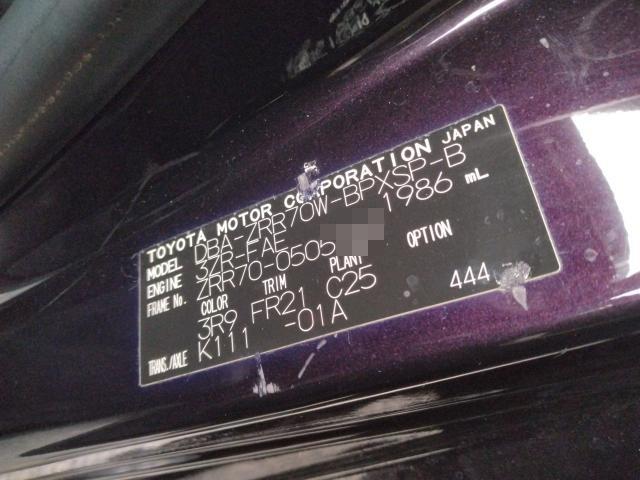 TOYOTA MOTOR CORPORATION JAPAN
MODEL DBA-ZRR70W-BPXSP-B
ENGINE 3ZR-FAE 1986 mL
FRAME No. ZRR70-0505
COLOR TRIM PLANT OPTION
3R9 FR21 C25 444
TRANS./AXLE K111 -01A